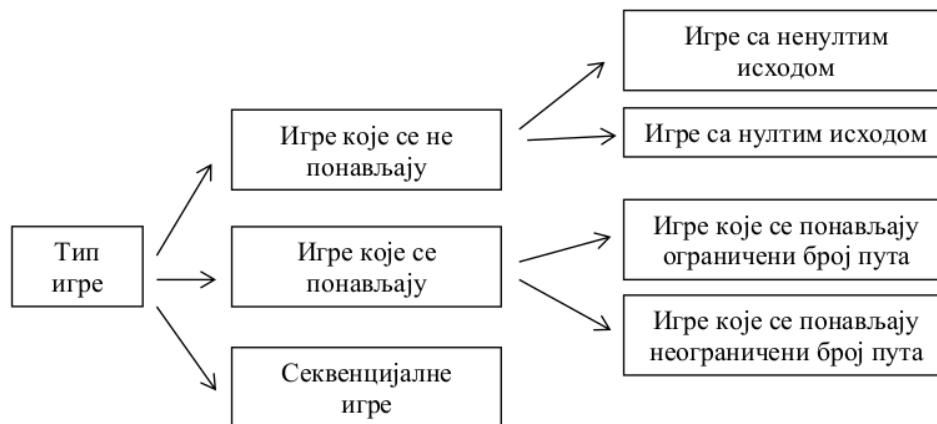 Тип
игре
Игре које се не
понављају
Игре са ненултим
исходом
Игре са нултим исходом
Игре које се
понављају
Игре које се понављају
ограничени број пута
Игре које се понављају
неограничени број пута
Секвенцијалне
игре